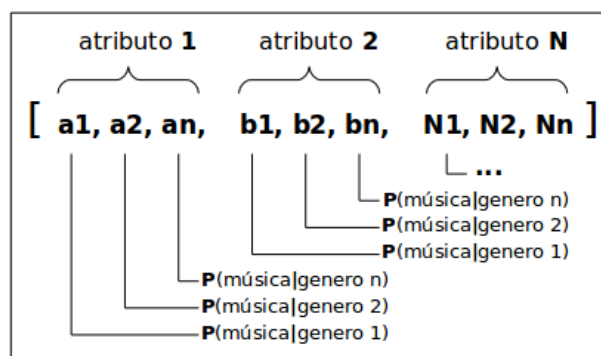 atributo 1 atributo 2 atributo N
[ a1, a2, an, b1, b2, bn, N1, N2, Nn ]
...
P(música|genero n)
P(música|genero 2)
P(música|genero 1)
P(música|genero n)
P(música|genero 2)
P(música|genero 1)